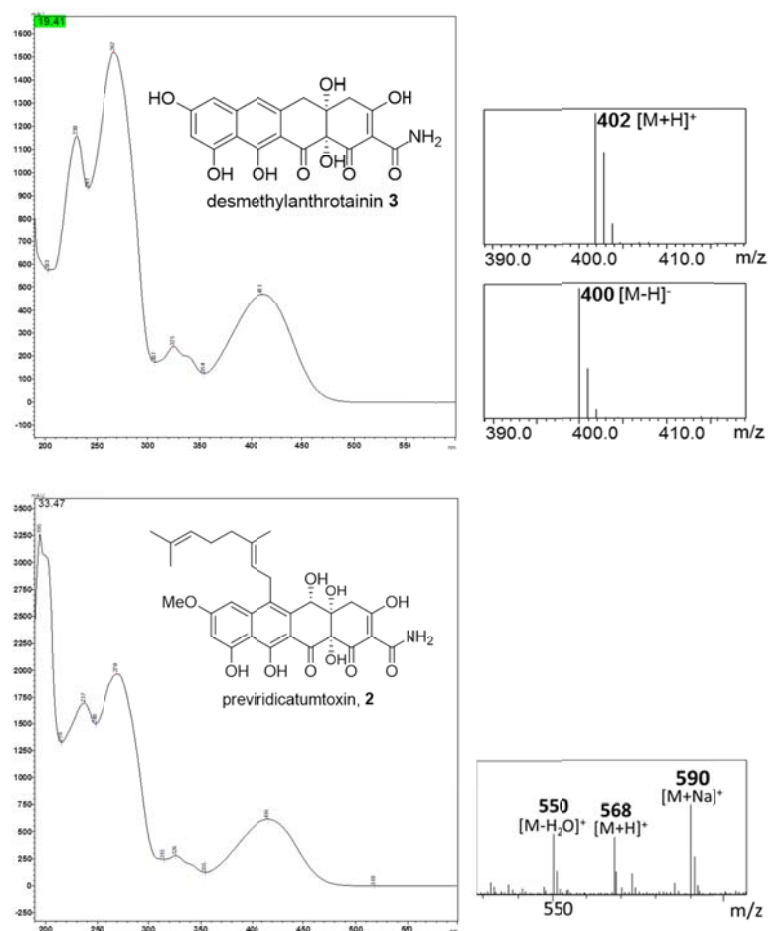 19.41
1600
1500
1400
1300
1200
1100
1000
900
800
700
600
500
400
300
200
100
0
-100
200
250
300
350
400
450
500
OH
OH
HO
NH₂
OH
OH
OH
O
O
O
desmethylanthrotainin 3
402 [M+H]⁺
390.0
400.0
410.0
m/z
400 [M-H]⁻
390.0
400.0
410.0
m/z
33.47
3500
3250
3000
2750
2500
2250
2000
1750
1500
1250
1000
750
500
250
0
-250
200
250
300
350
400
450
500
OH
OH
OH
MeO
NH₂
OH
OH
OH
O
O
O
previridicatumtoxin, 2
590
[M+Na]⁺
550
[M-H₂O]⁺
568
[M+H]⁺
550
m/z